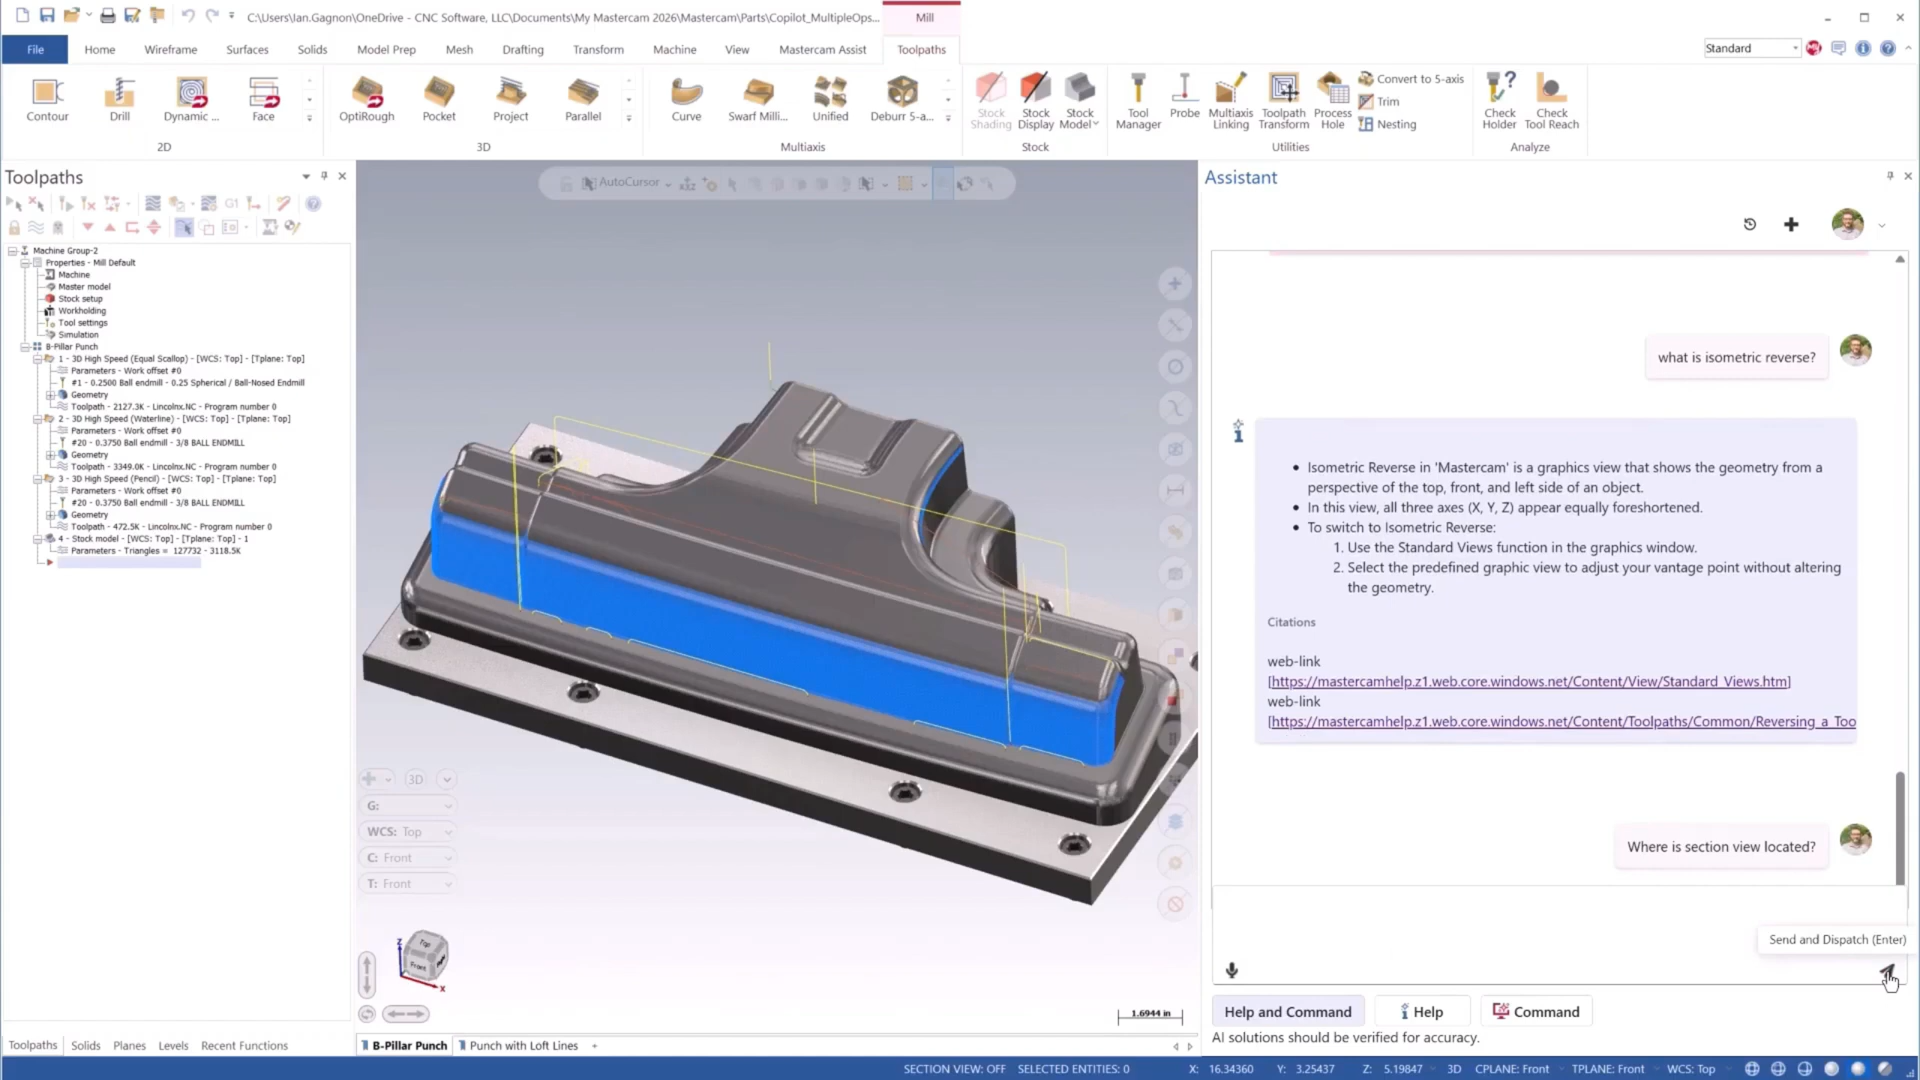 C:\Users\Ian.Gagnon\OneDrive - CNC Software, LLC\Documents\My Mastercam 2026\Mastercam\Parts\Copilot_MultipleOps...
Mill
File
Home
Wireframe
Surfaces
Solids
Model Prep
Mesh
Drafting
Transform
Machine
View
Mastercam Assist
Toolpaths
Standard
Contour
Drill
Dynamic ...
Face
2D
OptiRough
Pocket
Project
Parallel
3D
Curve
Swarf Milli...
Unified
Deburr 5-a...
Multiaxis
Stock Shading
Stock Display
Stock Model
Stock
Tool Manager
Probe
Multiaxis Linking
Toolpath Transform
Process Hole
Convert to 5-axis
Trim
Nesting
Utilities
Check Holder
Check Tool Reach
Analyze
Toolpaths
G1
Machine Group-2
Properties - Mill Default
Machine
Master model
Stock setup
Workholding
Tool settings
Simulation
B-Pillar Punch
1 - 3D High Speed (Equal Scallop) - [WCS: Top] - [Tplane: Top]
Parameters - Work offset #0
#1 - 0.2500 Ball endmill - 0.25 Spherical / Ball-Nosed Endmill
Geometry
Toolpath - 2127.3K - Lincolnx.NC - Program number 0
2 - 3D High Speed (Waterline) - [WCS: Top] - [Tplane: Top]
Parameters - Work offset #0
#20 - 0.3750 Ball endmill - 3/8 BALL ENDMILL
Geometry
Toolpath - 3349.0K - Lincolnx.NC - Program number 0
3 - 3D High Speed (Pencil) - [WCS: Top] - [Tplane: Top]
Parameters - Work offset #0
#20 - 0.3750 Ball endmill - 3/8 BALL ENDMILL
Geometry
Toolpath - 472.5K - Lincolnx.NC - Program number 0
4 - Stock model - [WCS: Top] - [Tplane: Top] - 1
Parameters - Triangles = 127732 - 3118.5K
Toolpaths
Solids
Planes
Levels
Recent Functions
AutoCursor
3D
G:
WCS: Top
C: Front
T: Front
Top
Front
Z
X
1.6944 in
B-Pillar Punch
Punch with Loft Lines
+
Assistant
what is isometric reverse?
• Isometric Reverse in 'Mastercam' is a graphics view that shows the geometry from a
perspective of the top, front, and left side of an object.
• In this view, all three axes (X, Y, Z) appear equally foreshortened.
• To switch to Isometric Reverse:
1. Use the Standard Views function in the graphics window.
2. Select the predefined graphic view to adjust your vantage point without altering
the geometry.
Citations
web-link
[https://mastercamhelp.z1.web.core.windows.net/Content/View/Standard_Views.htm]
web-link
[https://mastercamhelp.z1.web.core.windows.net/Content/Toolpaths/Common/Reversing_a_Too
Where is section view located?
Send and Dispatch (Enter)
Help and Command
Help
Command
AI solutions should be verified for accuracy.
SECTION VIEW: OFF
SELECTED ENTITIES: 0
X: 16.34360
Y: 3.25437
Z: 5.19847
3D
CPLANE: Front
TPLANE: Front
WCS: Top